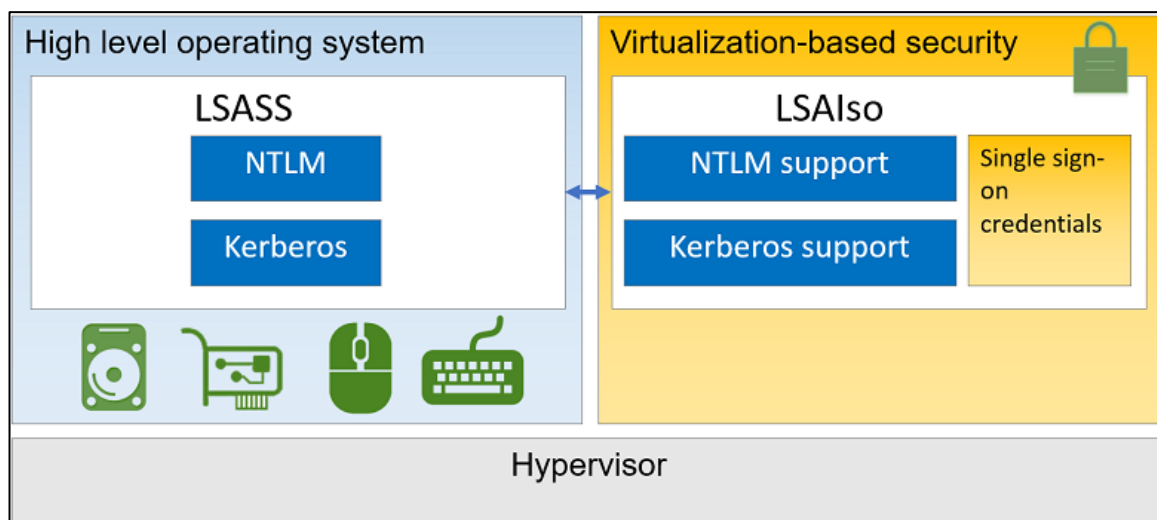 High level operating system
LSASS
NTLM
Kerberos
Virtualization-based security
LSAIso
NTLM support
Kerberos support
Single sign-
on
credentials
Hypervisor